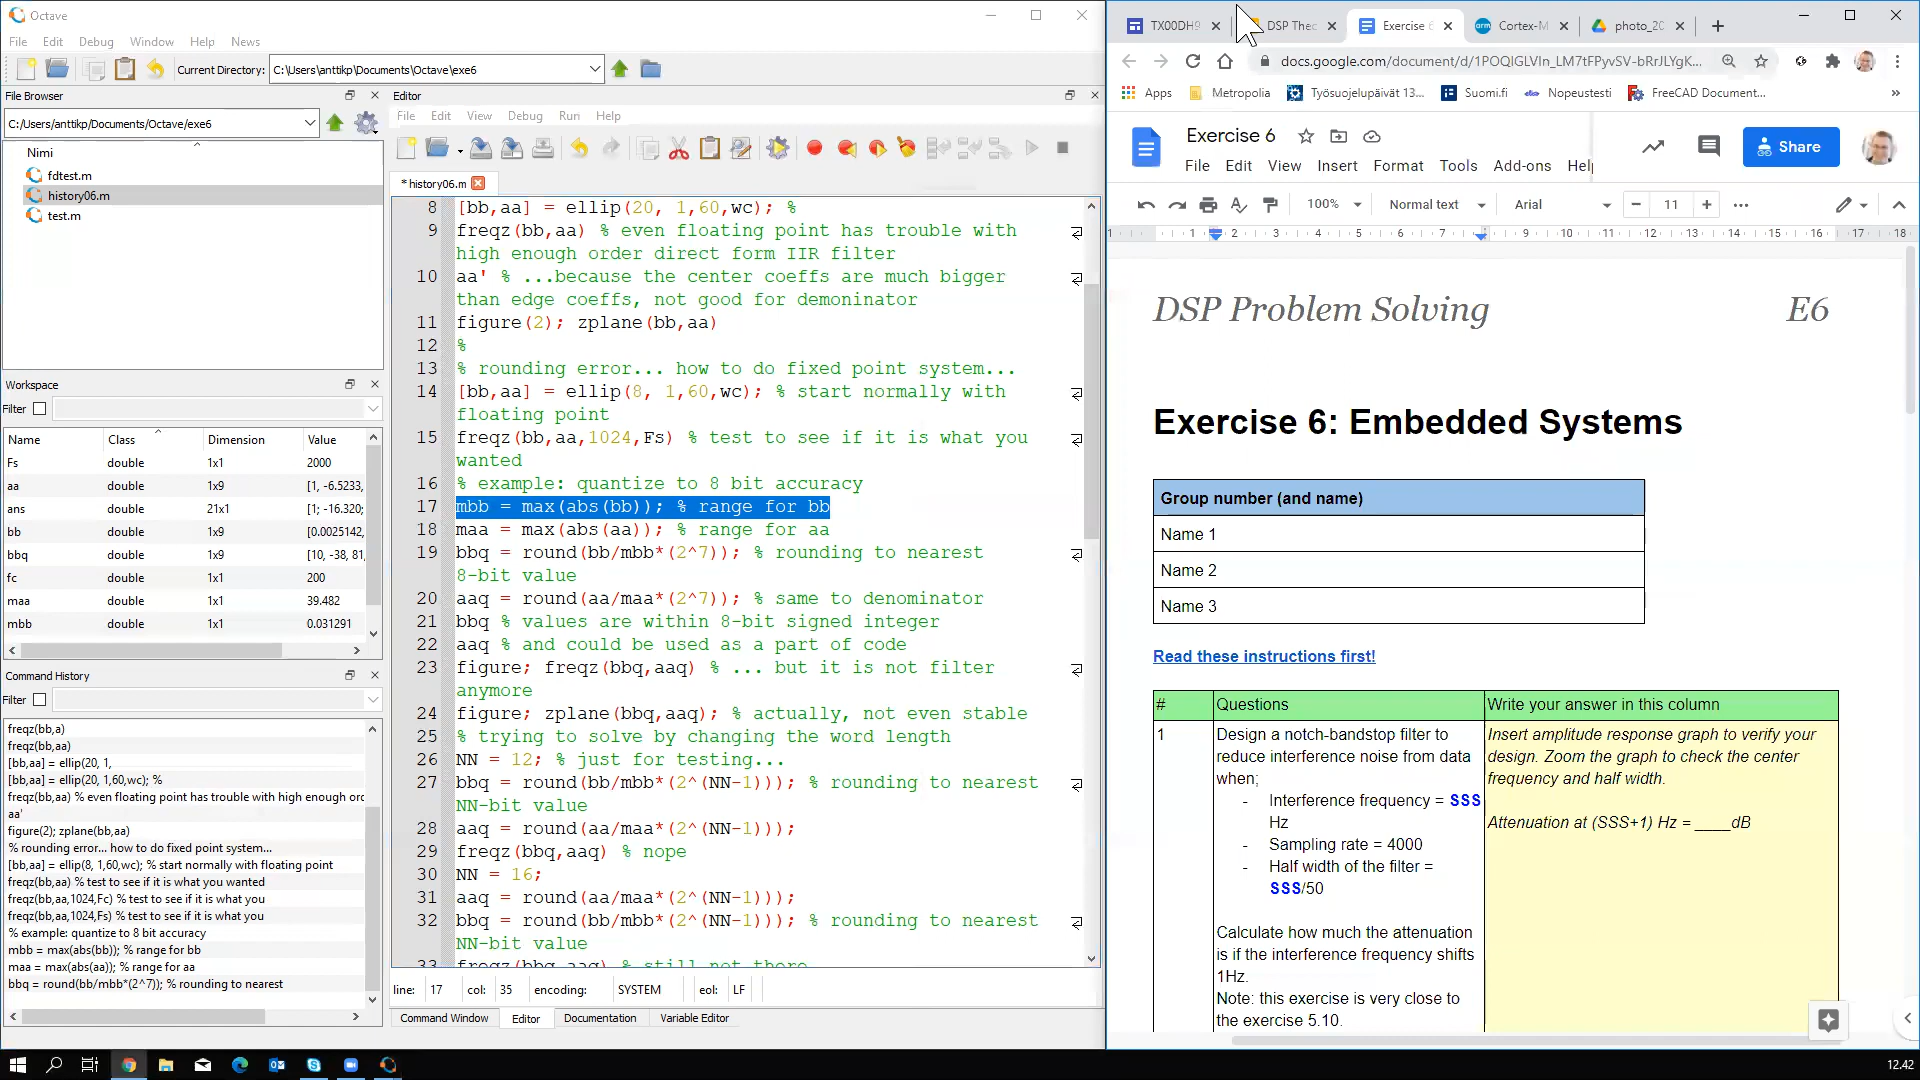 Octave
File Edit Debug Window Help News
Current Directory: C:\Users\anttikp\Documents\Octave\exe6
File Browser
C:/Users/anttikp/Documents/Octave/exe6
Nimi
fdtest.m
history06.m
test.m
Workspace
Filter
Name Class Dimension Value
Fs double 1x1 2000
aa double 1x9 [1, -6.5233,
ans double 21x1 [1; -16.320;
bb double 1x9 [0.0025142,
bbq double 1x9 [10, -38, 81,
fc double 1x1 200
maa double 1x1 39.482
mbb double 1x1 0.031291
Command History
Filter
freqz(bb,a)
freqz(bb,aa)
[bb,aa] = ellip(20, 1,
[bb,aa] = ellip(20, 1,60,wc); %
freqz(bb,aa) % even floating point has trouble with high enough orc
aa'
figure(2); zplane(bb,aa)
% rounding error... how to do fixed point system...
[bb,aa] = ellip(8, 1,60,wc); % start normally with floating point
freqz(bb,aa) % test to see if it is what you wanted
freqz(bb,aa,1024,Fc) % test to see if it is what you
freqz(bb,aa,1024,Fs) % test to see if it is what you
% example: quantize to 8 bit accuracy
mbb = max(abs(bb)); % range for bb
maa = max(abs(aa)); % range for aa
bbq = round(bb/mbb*(2^7)); % rounding to nearest
Editor
File Edit View Debug Run Help
* history06.m
8 [bb,aa] = ellip(20, 1,60,wc); %
9 freqz(bb,aa) % even floating point has trouble with
high enough order direct form IIR filter
10 aa' % ...because the center coeffs are much bigger
than edge coeffs, not good for demoninator
11 figure(2); zplane(bb,aa)
12 %
13 % rounding error... how to do fixed point system...
14 [bb,aa] = ellip(8, 1,60,wc); % start normally with
floating point
15 freqz(bb,aa,1024,Fs) % test to see if it is what you
wanted
16 % example: quantize to 8 bit accuracy
17 mbb = max(abs(bb)); % range for bb
18 maa = max(abs(aa)); % range for aa
19 bbq = round(bb/mbb*(2^7)); % rounding to nearest
8-bit value
20 aaq = round(aa/maa*(2^7)); % same to denominator
21 bbq % values are within 8-bit signed integer
22 aaq % and could be used as a part of code
23 figure; freqz(bbq,aaq) % ... but it is not filter
anymore
24 figure; zplane(bbq,aaq); % actually, not even stable
25 % trying to solve by changing the word length
26 NN = 12; % just for testing...
27 bbq = round(bb/mbb*(2^(NN-1))); % rounding to nearest
NN-bit value
28 aaq = round(aa/maa*(2^(NN-1)));
29 freqz(bbq,aaq) % nope
30 NN = 16;
31 aaq = round(aa/maa*(2^(NN-1)));
32 bbq = round(bb/mbb*(2^(NN-1))); % rounding to nearest
NN-bit value
33 freqz(bbq,aaq) % still not there
line: 17 col: 35 encoding: SYSTEM eol: LF
Command Window Editor Documentation Variable Editor
TX00DH9 DSP Thec Exercise 6 Cortex-M photo_20
docs.google.com/document/d/1POQIGLVIn_LM7tFPyvSV-bRrJLYgK...
Apps Metropolia Työsuojelupäivät 13... Suomi.fi Nopeustesti FreeCAD Document... »
Exercise 6
Share
File Edit View Insert Format Tools Add-ons Help
100% Normal text Arial 11
1 1 2 3 4 5 6 7 9 10 11 12 13 14 15 16 17 18
DSP Problem Solving E6
Exercise 6: Embedded Systems
Group number (and name)
Name 1
Name 2
Name 3
Read these instructions first!
# Questions Write your answer in this column
1 Design a notch-bandstop filter to
reduce interference noise from data
when;
- Interference frequency = SSS
Hz
- Sampling rate = 4000
- Half width of the filter =
SSS/50
Calculate how much the attenuation
is if the interference frequency shifts
1Hz.
Note: this exercise is very close to
the exercise 5.10.
Insert amplitude response graph to verify your
design. Zoom the graph to check the center
frequency and half width.
Attenuation at (SSS+1) Hz = ____dB
12.42